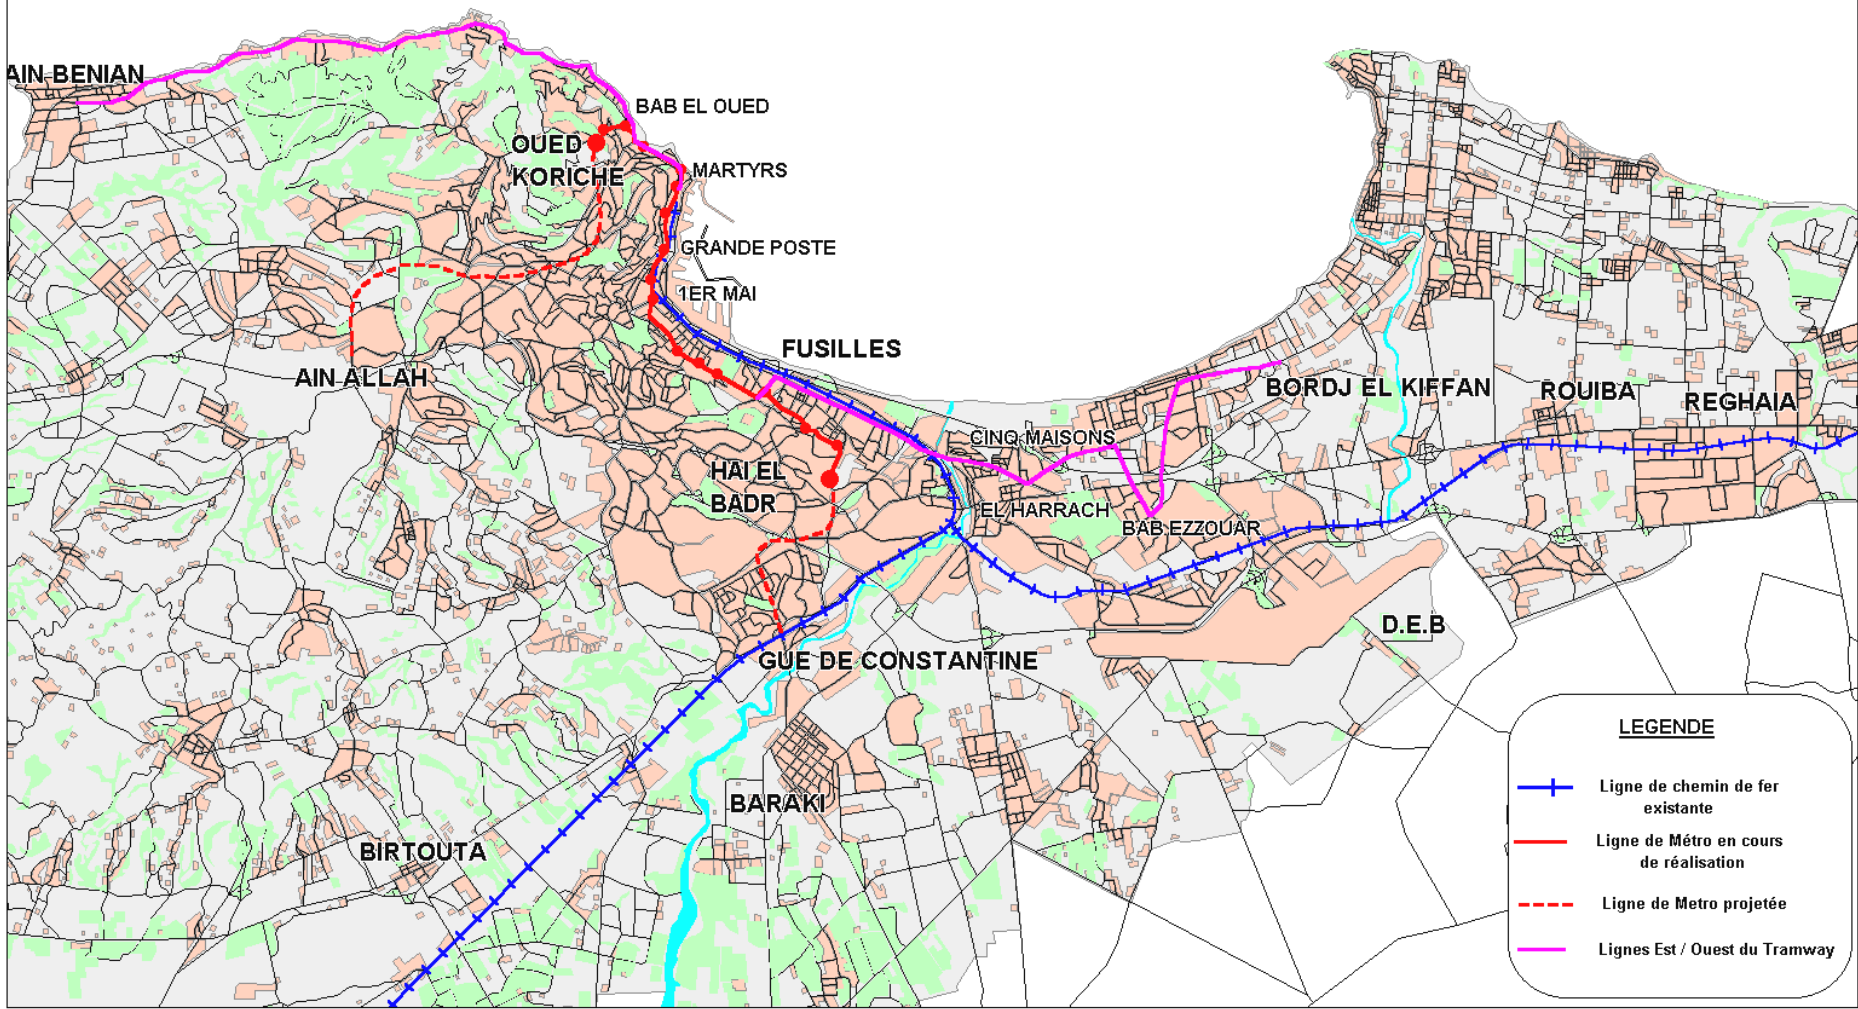 AIN BENIAN
BAB EL OUED
OUED
KORICHE
MARTYRS
GRANDE POSTE
1ER MAI
FUSILLES
AIN ALLAH
BORDJ EL KIFFAN
ROUIBA
REGHAIA
CINQ MAISONS
HAI EL
BADR
EL HARRACH
BAB EZZOUAR
D.E.B
GUE DE CONSTANTINE
BARAKI
BIRTOUTA
LEGENDE
Ligne de chemin de fer
existante
Ligne de Métro en cours
de réalisation
Ligne de Metro projetée
Lignes Est / Ouest du Tramway